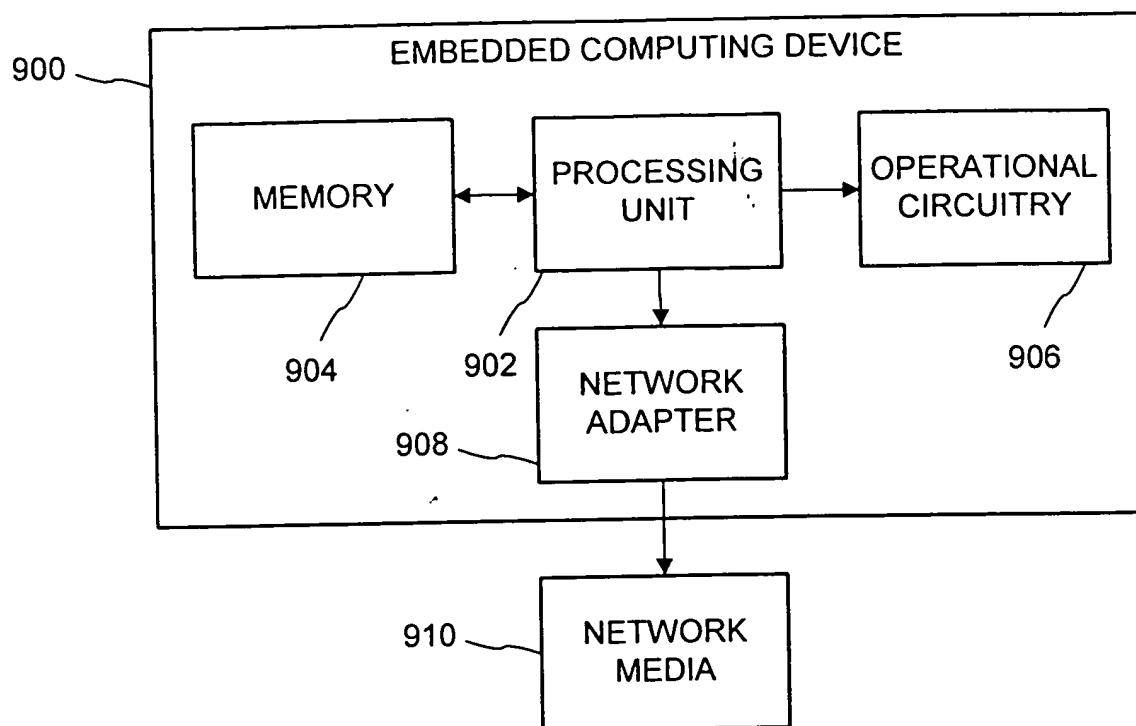 EMBEDDED COMPUTING DEVICE
900
MEMORY
PROCESSING
UNIT
OPERATIONAL
CIRCUITRY
904
902
906
NETWORK
ADAPTER
908
910
NETWORK
MEDIA